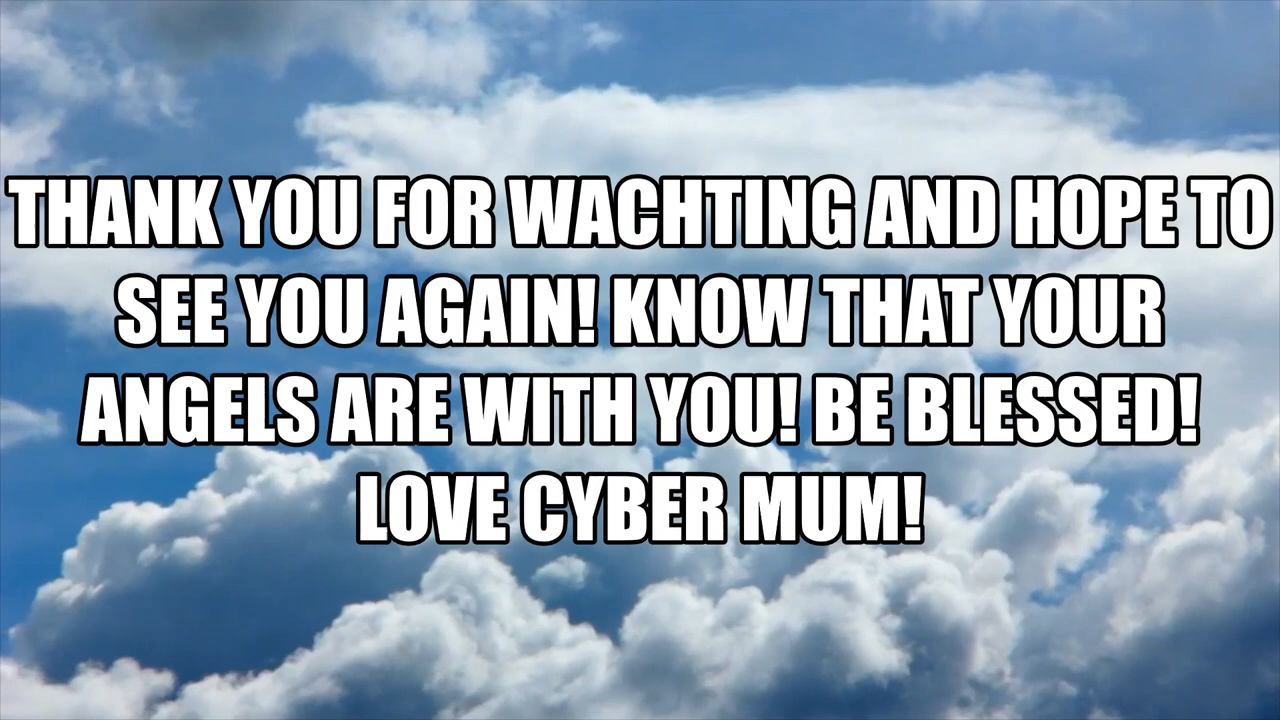 THANK YOU FOR WACHTING AND HOPE TO
SEE YOU AGAIN! KNOW THAT YOUR
ANGELS ARE WITH YOU! BE BLESSED!
LOVE CYBER MUM!